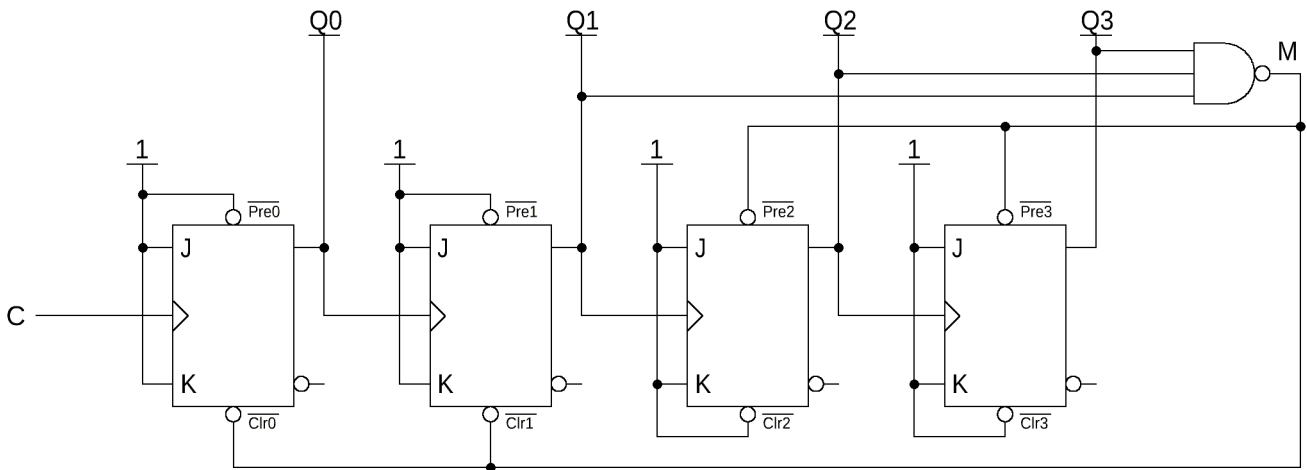 Q0 Q1 Q2 Q3
M
1 1 1 1
Pre0 Pre1 Pre2 Pre3
J J J J
C
K K K K
Clr0 Clr1 Clr2 Clr3